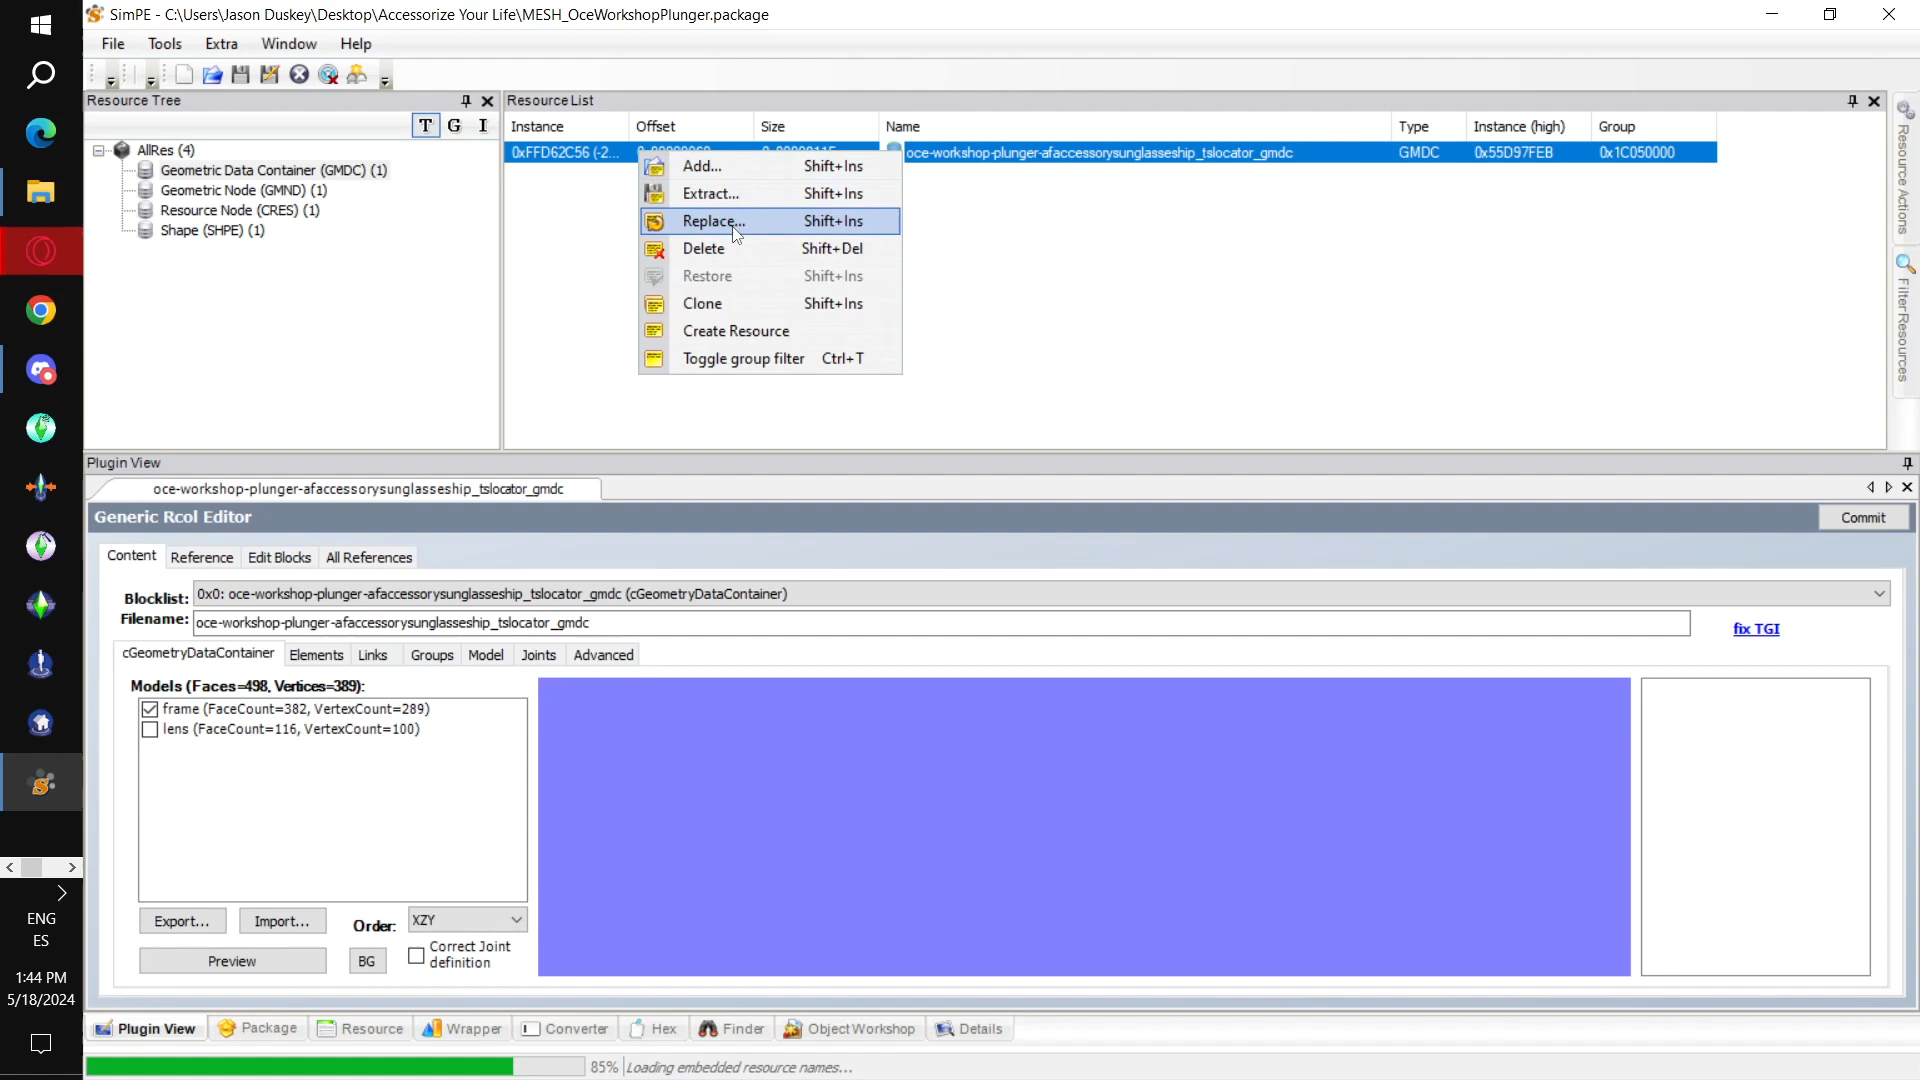 SimPE - C:\Users\Jason Duskey\Desktop\Accessorize Your Life\MESH_OceWorkshopPlunger.package
File Tools Extra Window Help
Resource Tree
T G I
AllRes (4)
Geometric Data Container (GMDC) (1)
Geometric Node (GMND) (1)
Resource Node (CRES) (1)
Shape (SHPE) (1)
Resource List
Instance Offset Size Name Type Instance (high) Group
0xFFD62C56 (-2... oce-workshop-plunger-afaccessorysunglasseship_tslocator_gmdc GMDC 0x55D97FEB 0x1C050000
Add... Shift+Ins
Extract... Shift+Ins
Replace... Shift+Ins
Delete Shift+Del
Restore Shift+Ins
Clone Shift+Ins
Create Resource
Toggle group filter Ctrl+T
Resource Actions
Filter Resources
Plugin View
oce-workshop-plunger-afaccessorysunglasseship_tslocator_gmdc
Generic Rcol Editor
Commit
Content Reference Edit Blocks All References
Blocklist: 0x0: oce-workshop-plunger-afaccessorysunglasseship_tslocator_gmdc (cGeometryDataContainer)
Filename: oce-workshop-plunger-afaccessorysunglasseship_tslocator_gmdc
fix TGI
cGeometryDataContainer Elements Links Groups Model Joints Advanced
Models (Faces=498, Vertices=389):
frame (FaceCount=382, VertexCount=289)
lens (FaceCount=116, VertexCount=100)
Export... Import... Order: XZY
Preview BG Correct Joint definition
Plugin View Package Resource Wrapper Converter Hex Finder Object Workshop Details
85% Loading embedded resource names...
ENG
ES
1:44 PM
5/18/2024